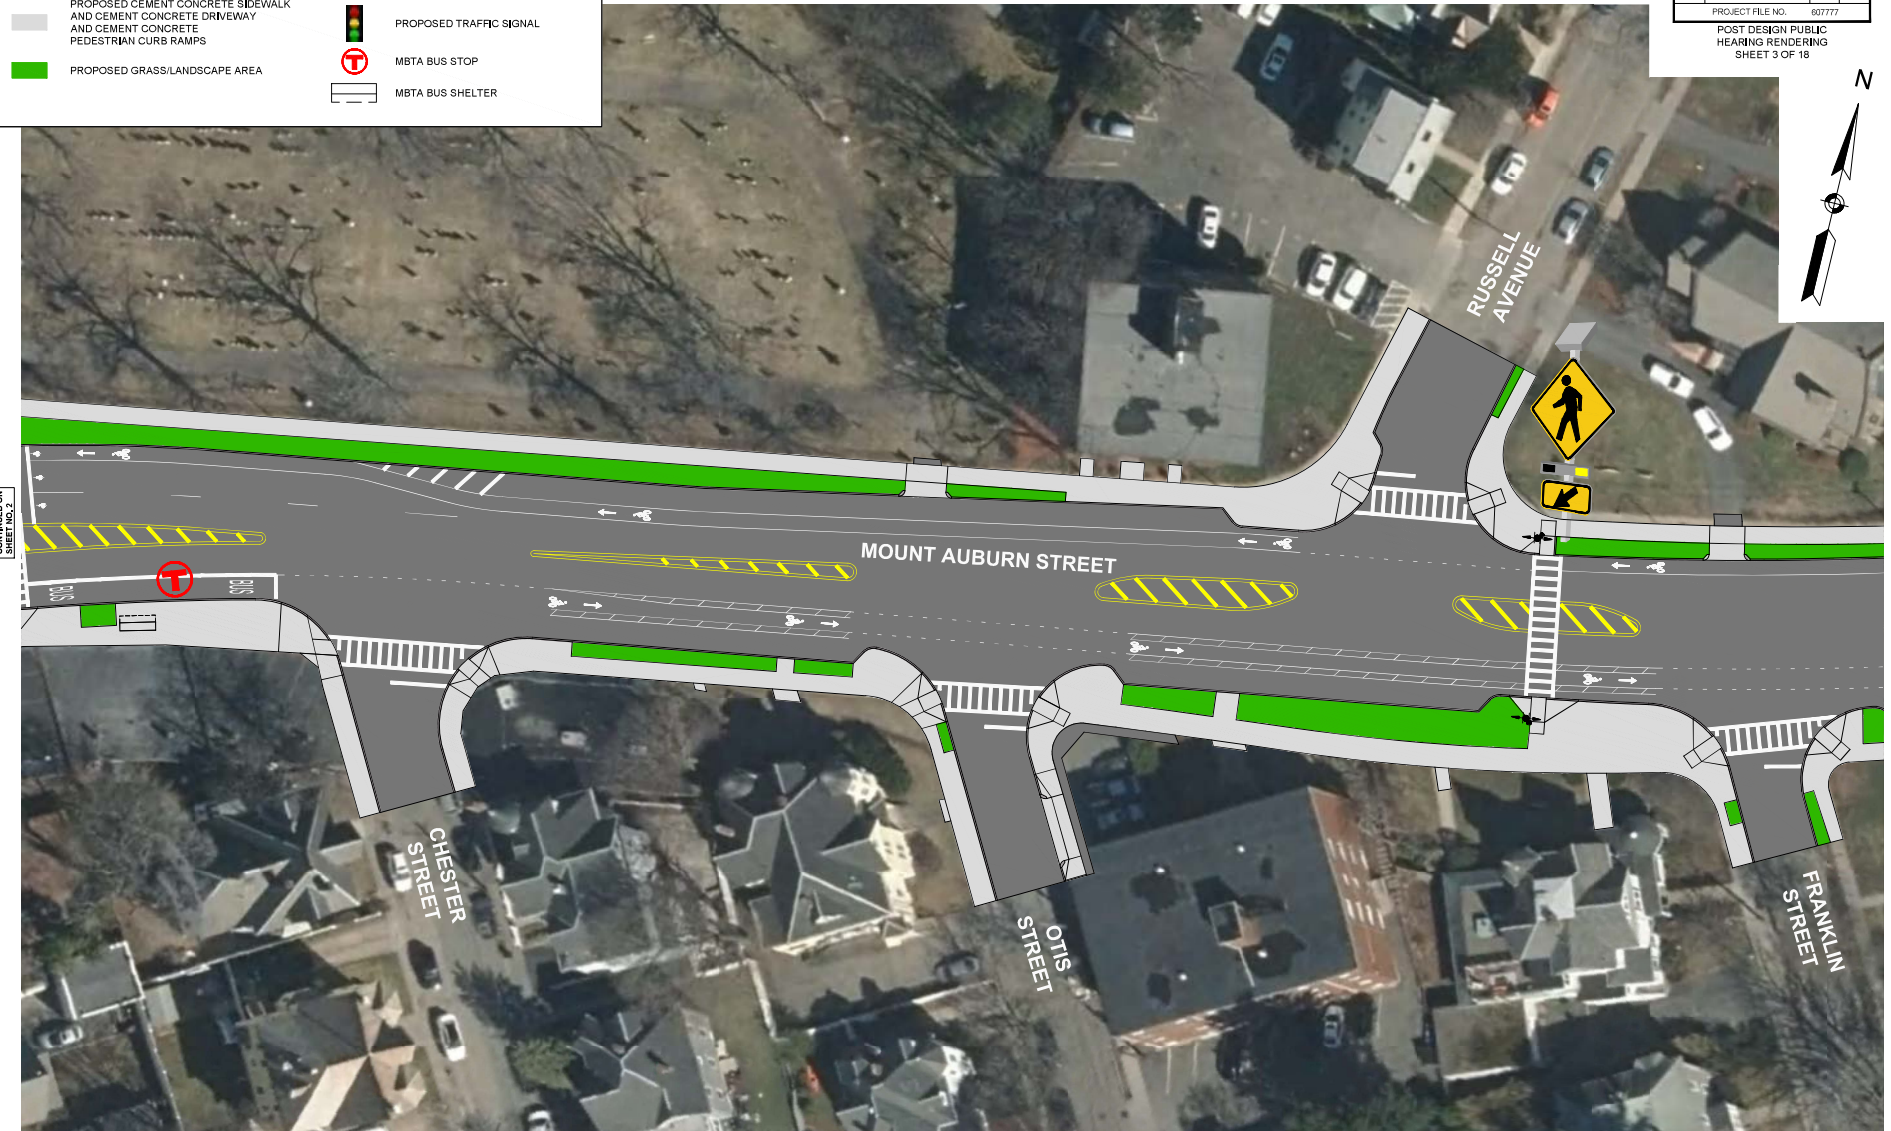 PROPOSED CEMENT CONCRETE SIDEWALK
AND CEMENT CONCRETE DRIVEWAY
AND CEMENT CONCRETE
PEDESTRIAN CURB RAMPS
PROPOSED GRASS/LANDSCAPE AREA
PROPOSED TRAFFIC SIGNAL
T
MBTA BUS STOP
MBTA BUS SHELTER
PROJECT FILE NO. 607777
POST DESIGN PUBLIC
HEARING RENDERING
SHEET 3 OF 18
N
RUSSELL
AVENUE
SHEET NO. 2
MOUNT AUBURN STREET
BUS
T
BUS
CHESTER
STREET
OTIS
STREET
FRANKLIN
STREET